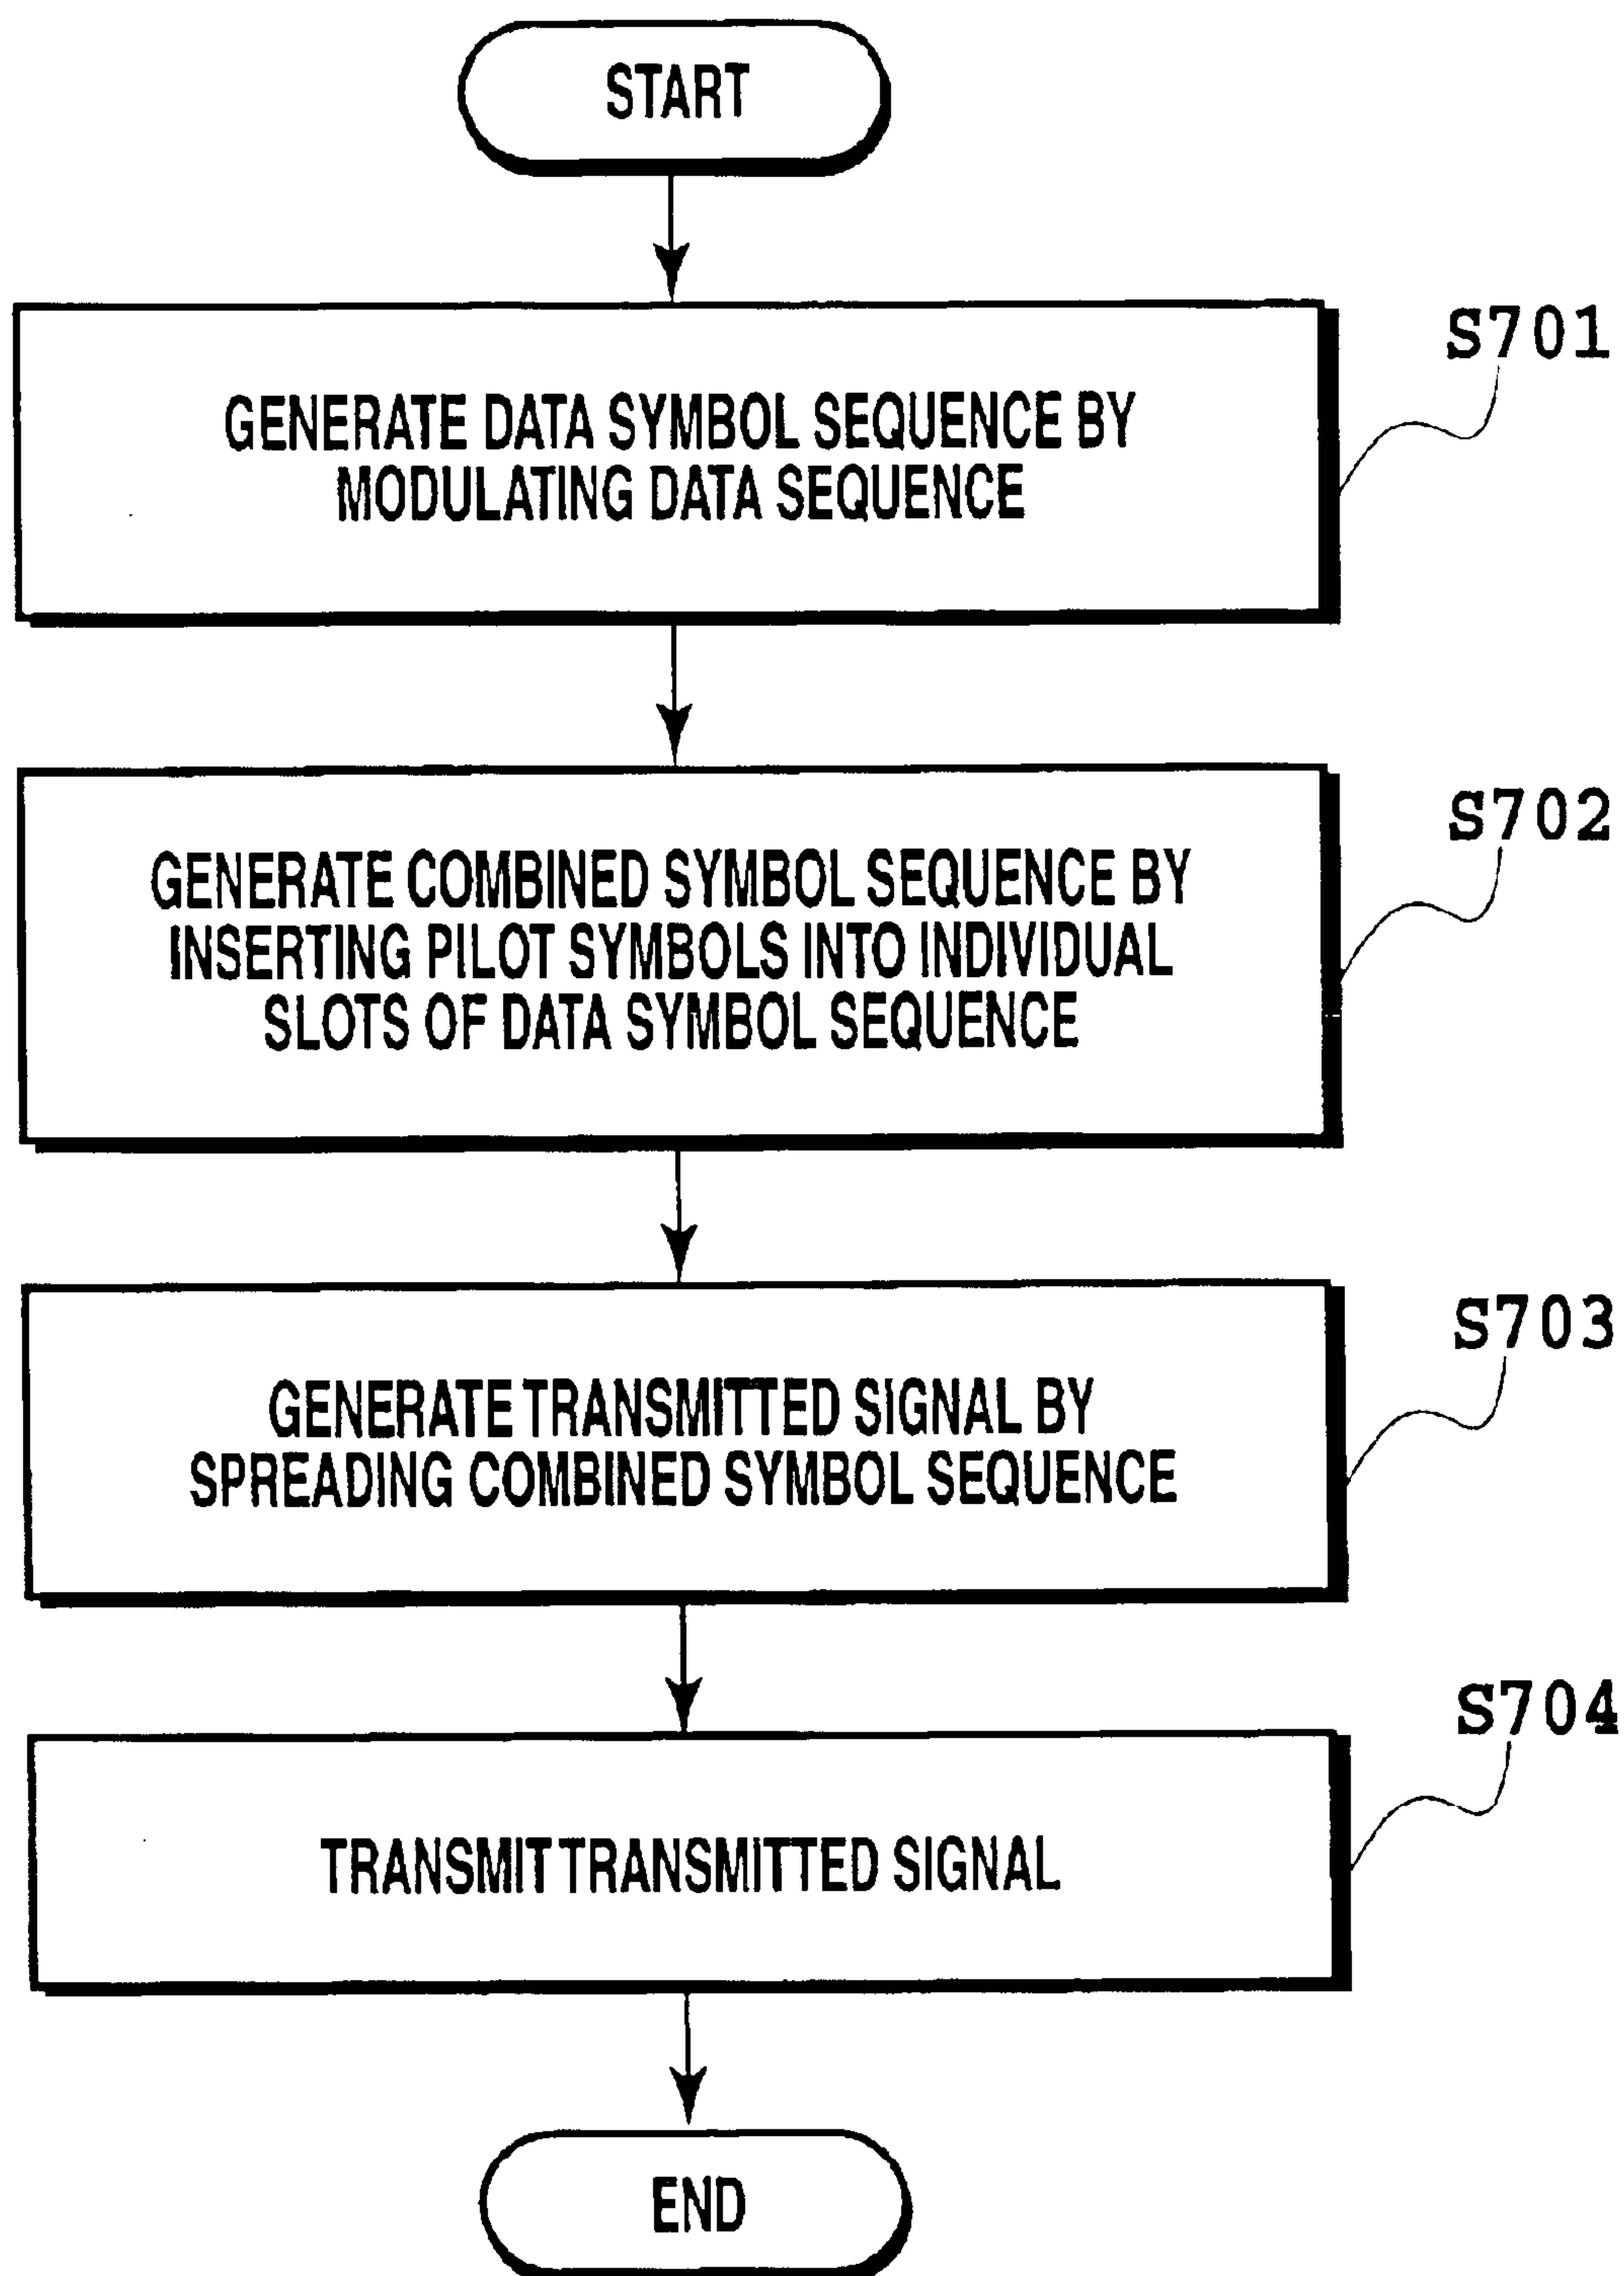 START
S701
GENERATE DATA SYMBOL SEQUENCE BY
MODULATING DATA SEQUENCE
S702
GENERATE COMBINED SYMBOL SEQUENCE BY
INSERTING PILOT SYMBOLS INTO INDIVIDUAL
SLOTS OF DATA SYMBOL SEQUENCE
S703
GENERATE TRANSMITTED SIGNAL BY
SPREADING COMBINED SYMBOL SEQUENCE
S704
TRANSMIT TRANSMITTED SIGNAL
END